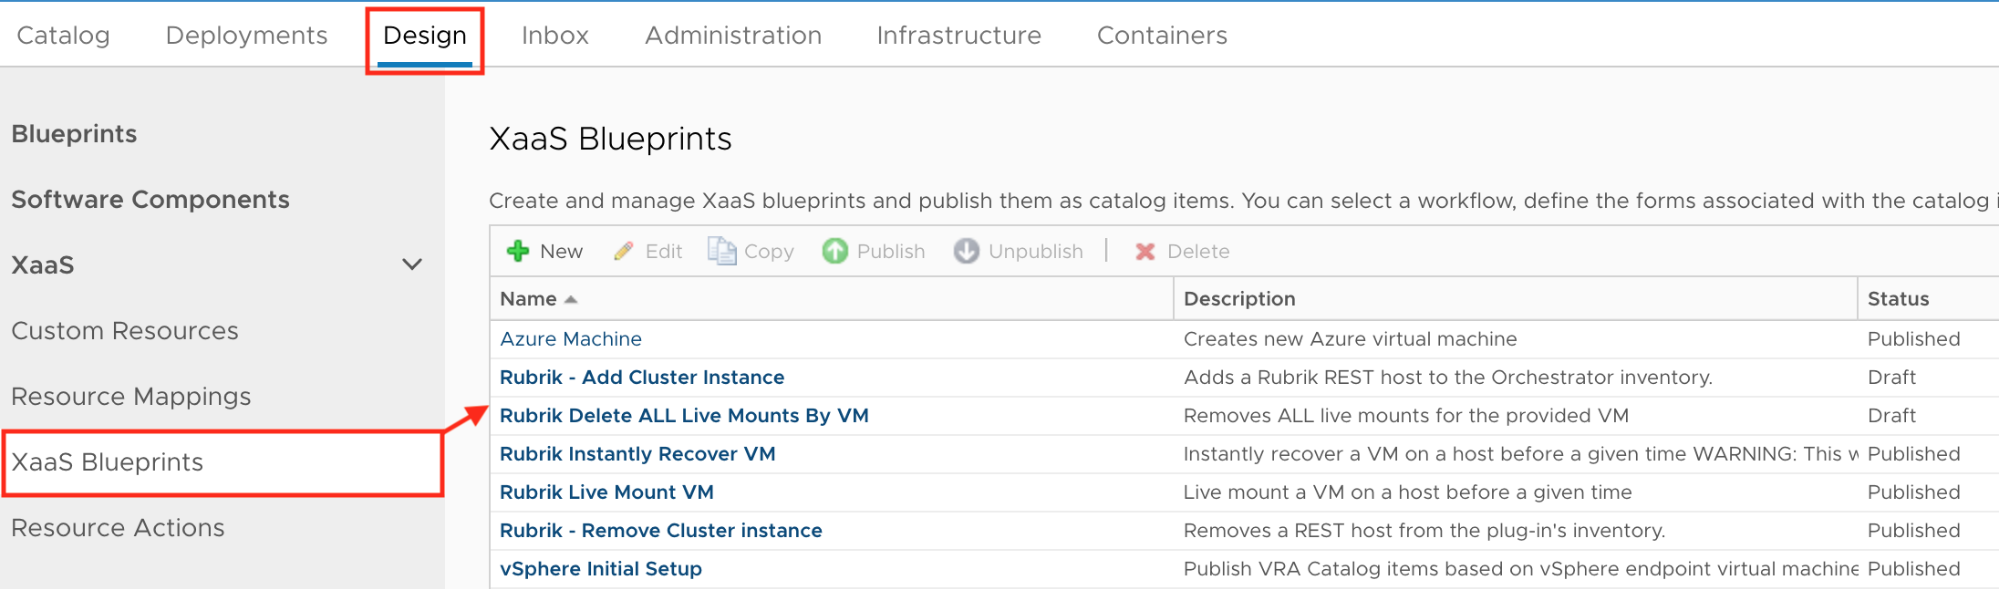 Catalog Deployments Design Inbox Administration Infrastructure Containers
Blueprints
Software Components
XaaS
Custom Resources
Resource Mappings
XaaS Blueprints
Resource Actions
XaaS Blueprints
Create and manage XaaS blueprints and publish them as catalog items. You can select a workflow, define the forms associated with the catalog i
New Edit Copy Publish Unpublish | Delete
Name Description Status
Azure Machine Creates new Azure virtual machine Published
Rubrik - Add Cluster Instance Adds a Rubrik REST host to the Orchestrator inventory. Draft
Rubrik Delete ALL Live Mounts By VM Removes ALL live mounts for the provided VM Draft
Rubrik Instantly Recover VM Instantly recover a VM on a host before a given time WARNING: This w Published
Rubrik Live Mount VM Live mount a VM on a host before a given time Published
Rubrik - Remove Cluster instance Removes a REST host from the plug-in's inventory. Published
vSphere Initial Setup Publish VRA Catalog items based on vSphere endpoint virtual machine Published